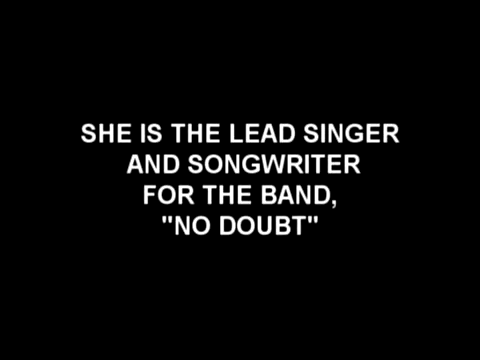 SHE IS THE LEAD SINGER
AND SONGWRITER
FOR THE BAND,
"NO DOUBT"